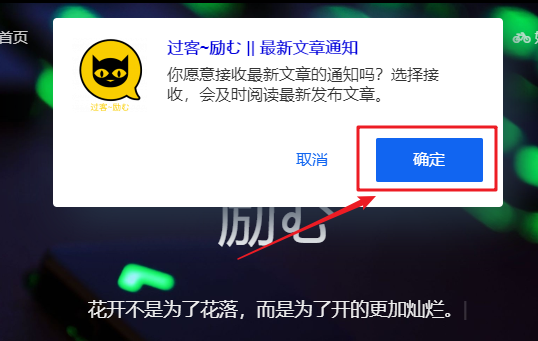 首页
过客~励む || 最新文章通知
你愿意接收最新文章的通知吗？选择接
收，会及时阅读最新发布文章。
过客~励む
取消
确定
励む
花开不是为了花落，而是为了开的更加灿烂。